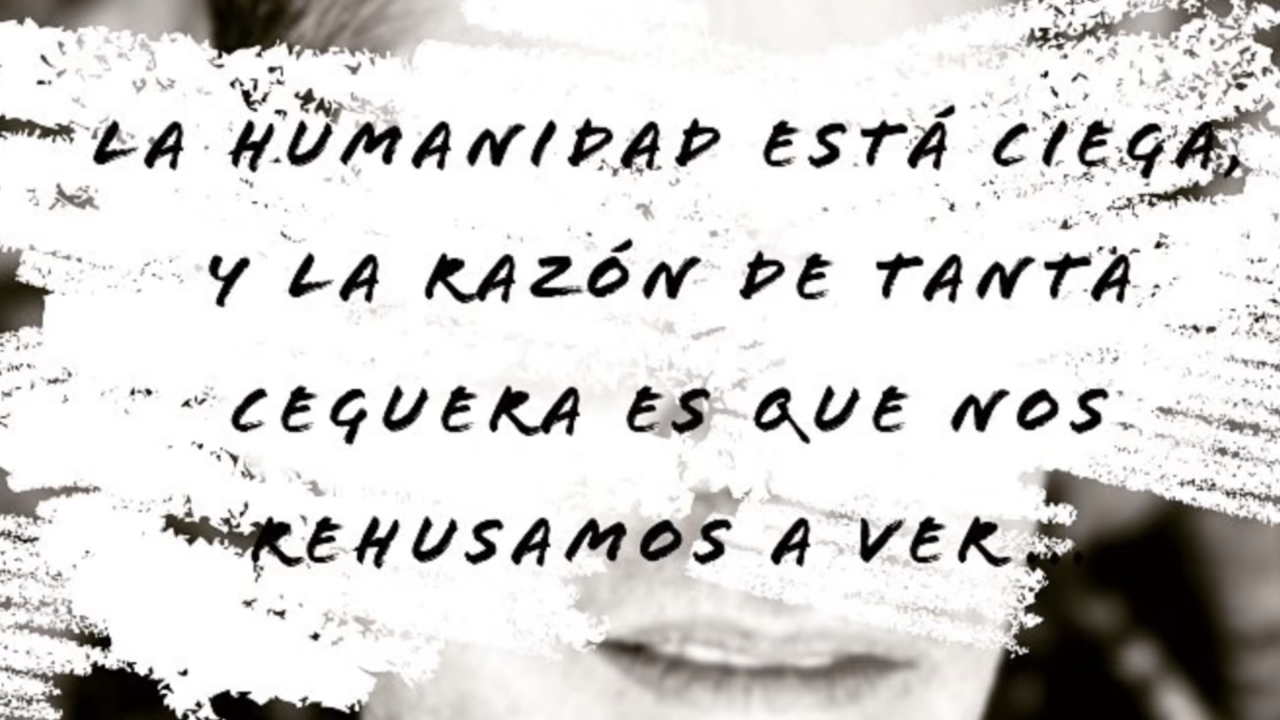 LA HUMANIDAD ESTÁ CIEGA,
Y LA RAZÓN DE TANTA
CEGUERA ES QUE NOS
REHUSAMOS A VER...